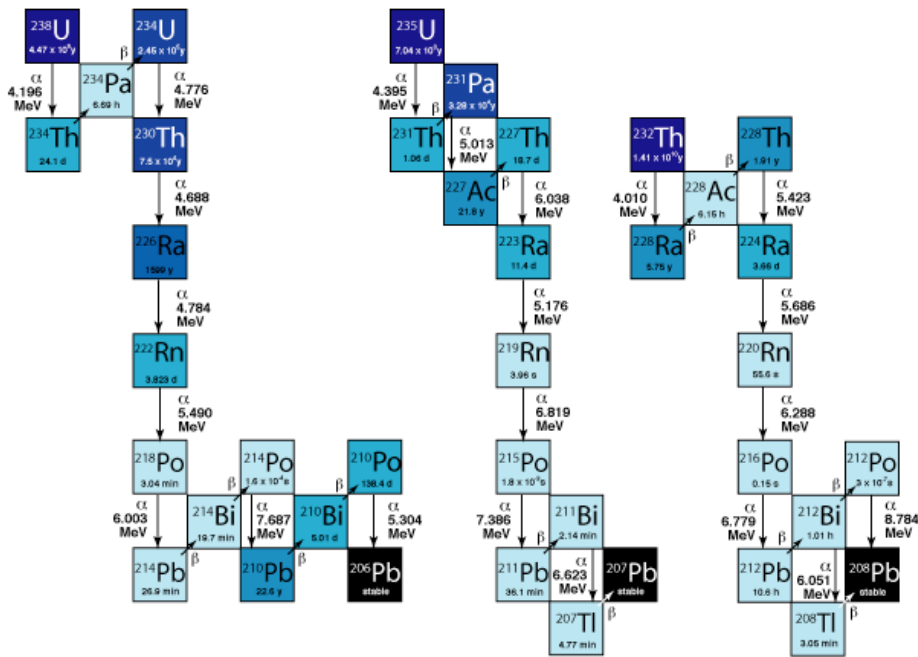 ²³⁸U
4.47 x 10⁹y
α
4.196
MeV
²³⁴Th
24.1 d
β
²³⁴Pa
6.69 h
β
²³⁴U
2.45 x 10⁵y
α
4.776
MeV
²³⁰Th
7.5 x 10⁴y
α
4.688
MeV
²²⁶Ra
1599 y
α
4.784
MeV
²²²Rn
3.823 d
α
5.490
MeV
²¹⁸Po
3.04 min
α
6.003
MeV
²¹⁴Pb
26.9 min
β
²¹⁴Bi
19.7 min
β
²¹⁴Po
1.6 x 10⁻⁴s
α
7.687
MeV
²¹⁰Pb
22.6 y
β
²¹⁰Bi
5.01 d
β
²¹⁰Po
138.4 d
α
5.304
MeV
²⁰⁶Pb
stable
²³⁵U
α
4.395
MeV
²³¹Th
1.06 d
β
²³¹Pa
3.28 x 10⁴y
α
5.013
MeV
²²⁷Ac
21.8 y
β
²²⁷Th
18.7 d
α
6.038
MeV
²²³Ra
11.4 d
α
5.176
MeV
²¹⁹Rn
3.96 s
α
6.819
MeV
²¹⁵Po
α
7.386
MeV
²¹¹Pb
36.1 min
β
²¹¹Bi
2.14 min
α
6.623
MeV
²⁰⁷Tl
4.77 min
β
²⁰⁷Pb
stable
²³²Th
1.41 x 10¹⁰y
α
4.010
MeV
²²⁸Ra
5.75 y
β
²²⁸Ac
6.15 h
β
²²⁸Th
1.91 y
α
5.423
MeV
²²⁴Ra
3.66 d
α
5.686
MeV
²²⁰Rn
55.6 s
α
6.288
MeV
²¹⁶Po
0.15 s
α
6.779
MeV
²¹²Pb
10.6 h
β
²¹²Bi
1.01 h
β
²¹²Po
3 x 10⁻⁷s
α
8.784
MeV
α
6.051
MeV
²⁰⁸Tl
3.05 min
β
²⁰⁸Pb
stable